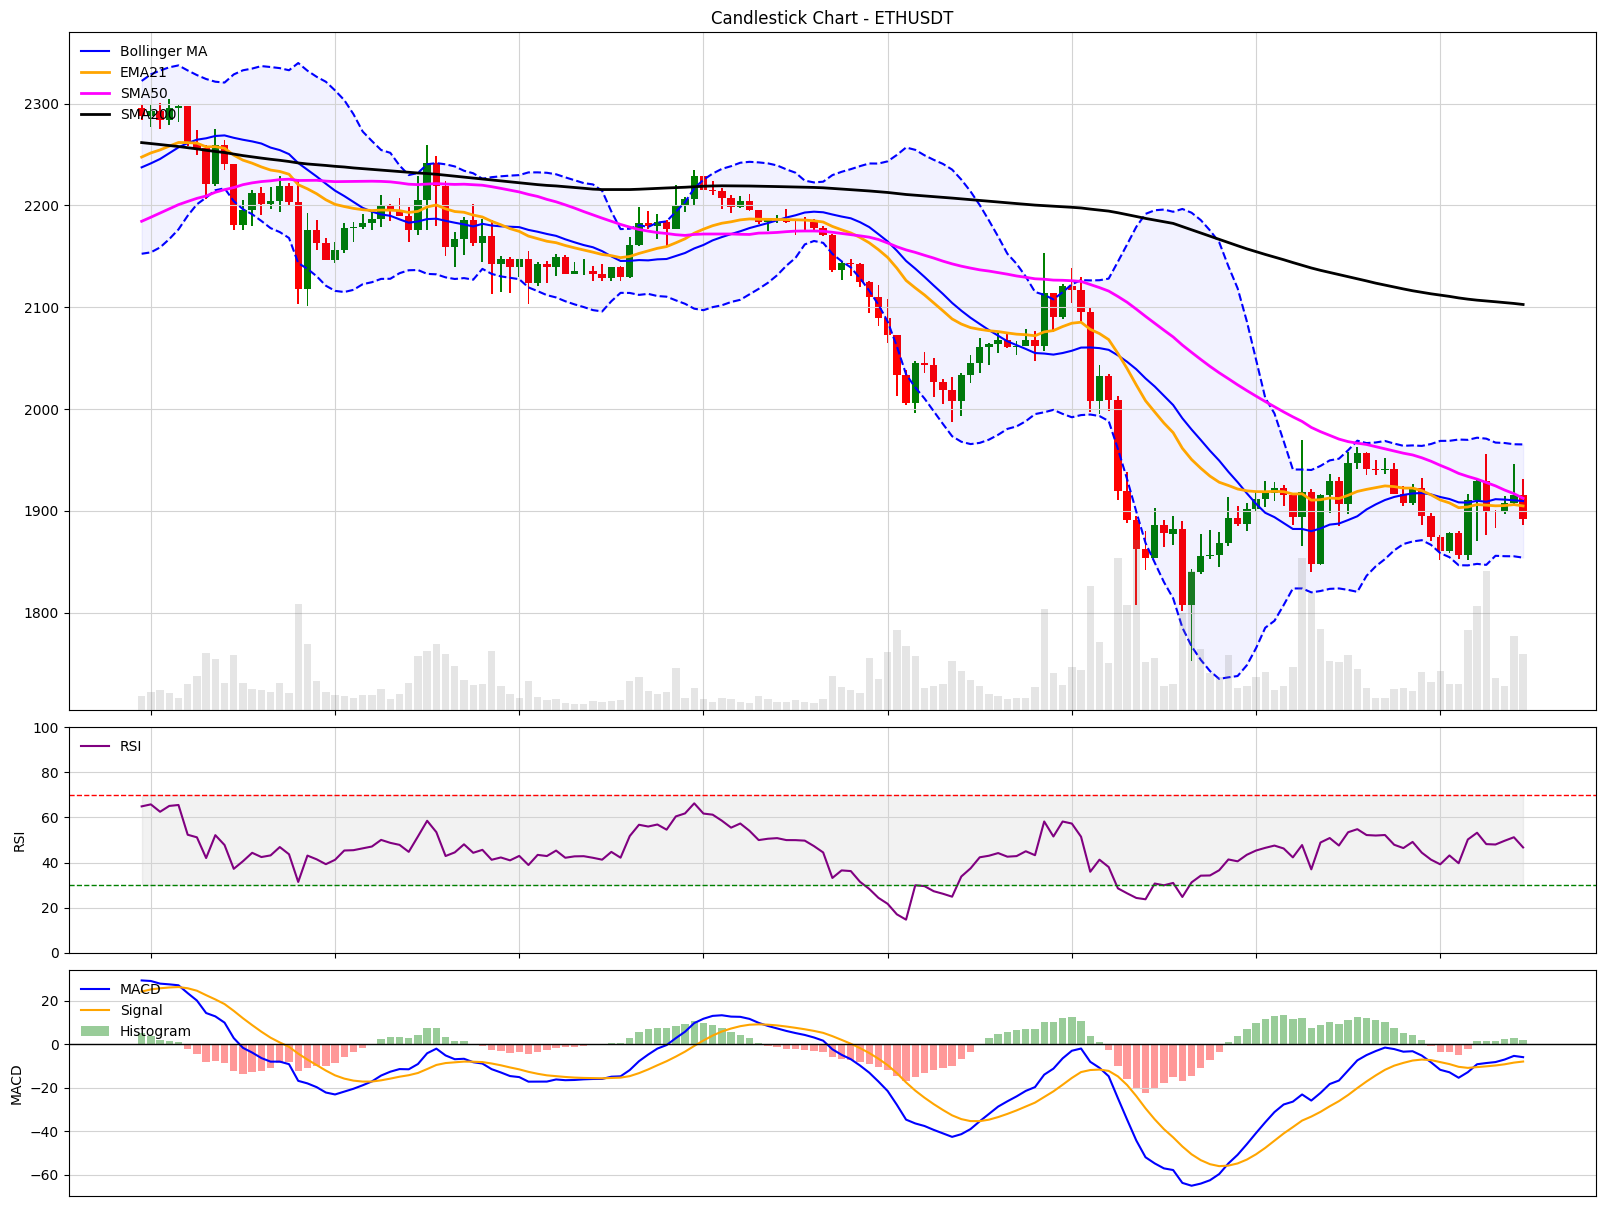 Candlestick Chart - ETHUSDT
Bollinger MA
EMA21
SMA50
SMA200
2300
2200
2100
2000
1900
1800
RSI
100
80
60
40
20
0
RSI
MACD
Signal
Histogram
20
0
−20
−40
−60
MACD